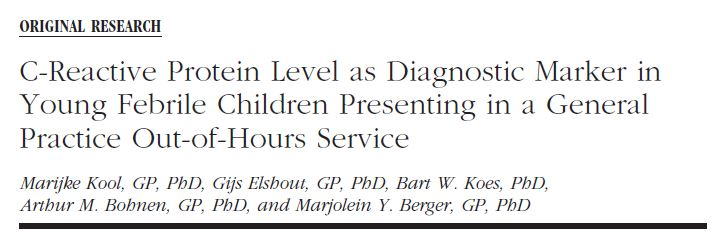 ORIGINAL RESEARCH
C-Reactive Protein Level as Diagnostic Marker in
Young Febrile Children Presenting in a General
Practice Out-of-Hours Service
Marijke Kool, GP, PhD, Gijs Elshout, GP, PhD, Bart W. Koes, PhD,
Arthur M. Bohnen, GP, PhD, and Marjolein Y. Berger, GP, PhD